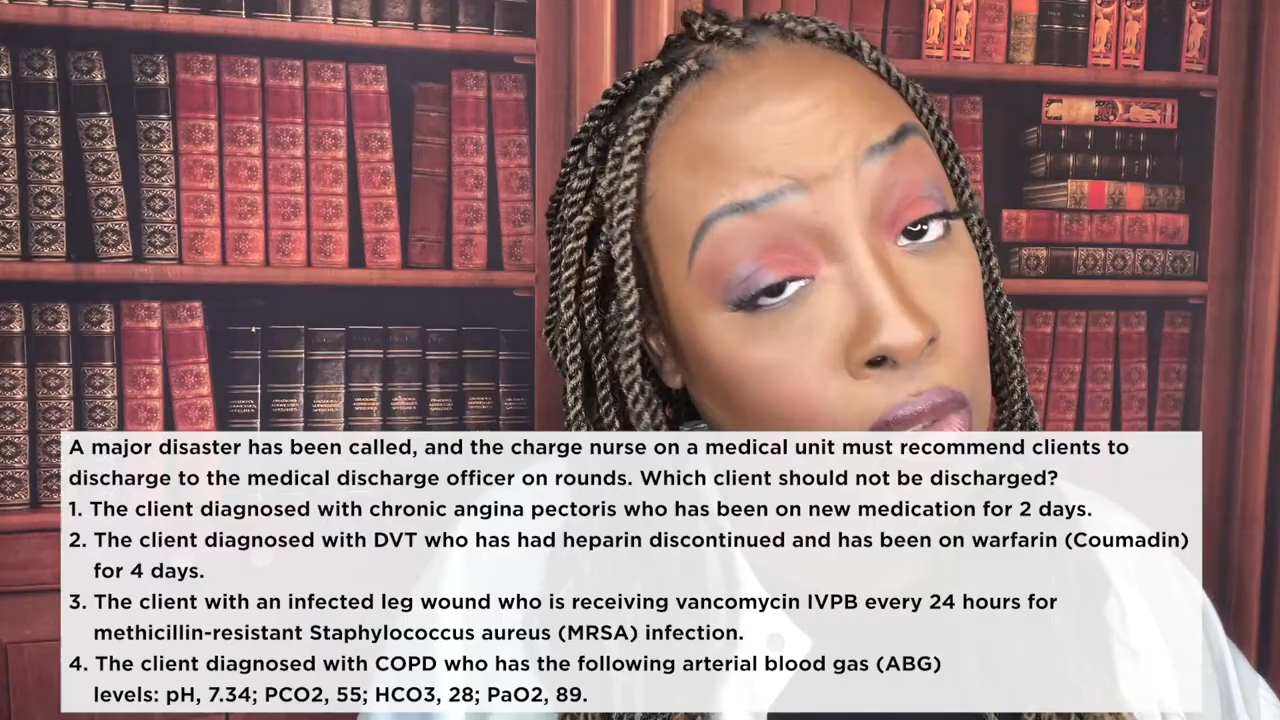 A major disaster has been called, and the charge nurse on a medical unit must recommend clients to
discharge to the medical discharge officer on rounds. Which client should not be discharged?
1. The client diagnosed with chronic angina pectoris who has been on new medication for 2 days.
2. The client diagnosed with DVT who has had heparin discontinued and has been on warfarin (Coumadin)
for 4 days.
3. The client with an infected leg wound who is receiving vancomycin IVPB every 24 hours for
methicillin-resistant Staphylococcus aureus (MRSA) infection.
4. The client diagnosed with COPD who has the following arterial blood gas (ABG)
levels: pH, 7.34; PCO2, 55; HCO3, 28; PaO2, 89.